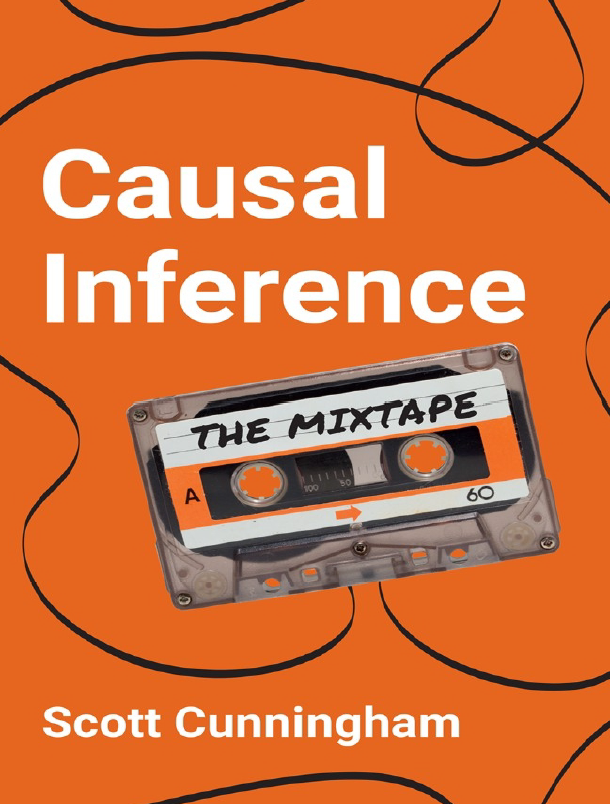 Causal
Inference
THE MIXTAPE
A
100
50
60
Scott Cunningham